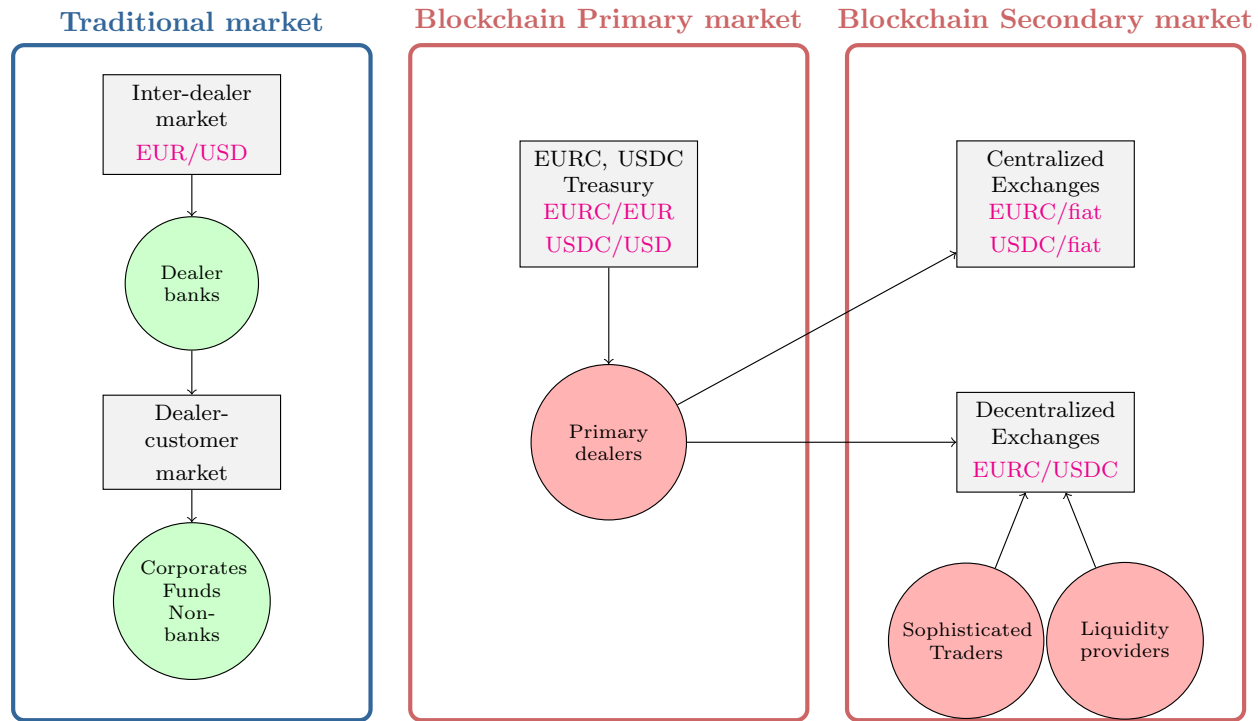 Traditional market
Inter-dealer
market
EUR/USD
Dealer
banks
Dealer-
customer
market
Corporates
Funds
Non-
banks
Blockchain Primary market
EURC, USDC
Treasury
EURC/EUR
USDC/USD
Primary
dealers
Blockchain Secondary market
Centralized
Exchanges
EURC/fiat
USDC/fiat
Decentralized
Exchanges
EURC/USDC
Sophisticated
Traders
Liquidity
providers